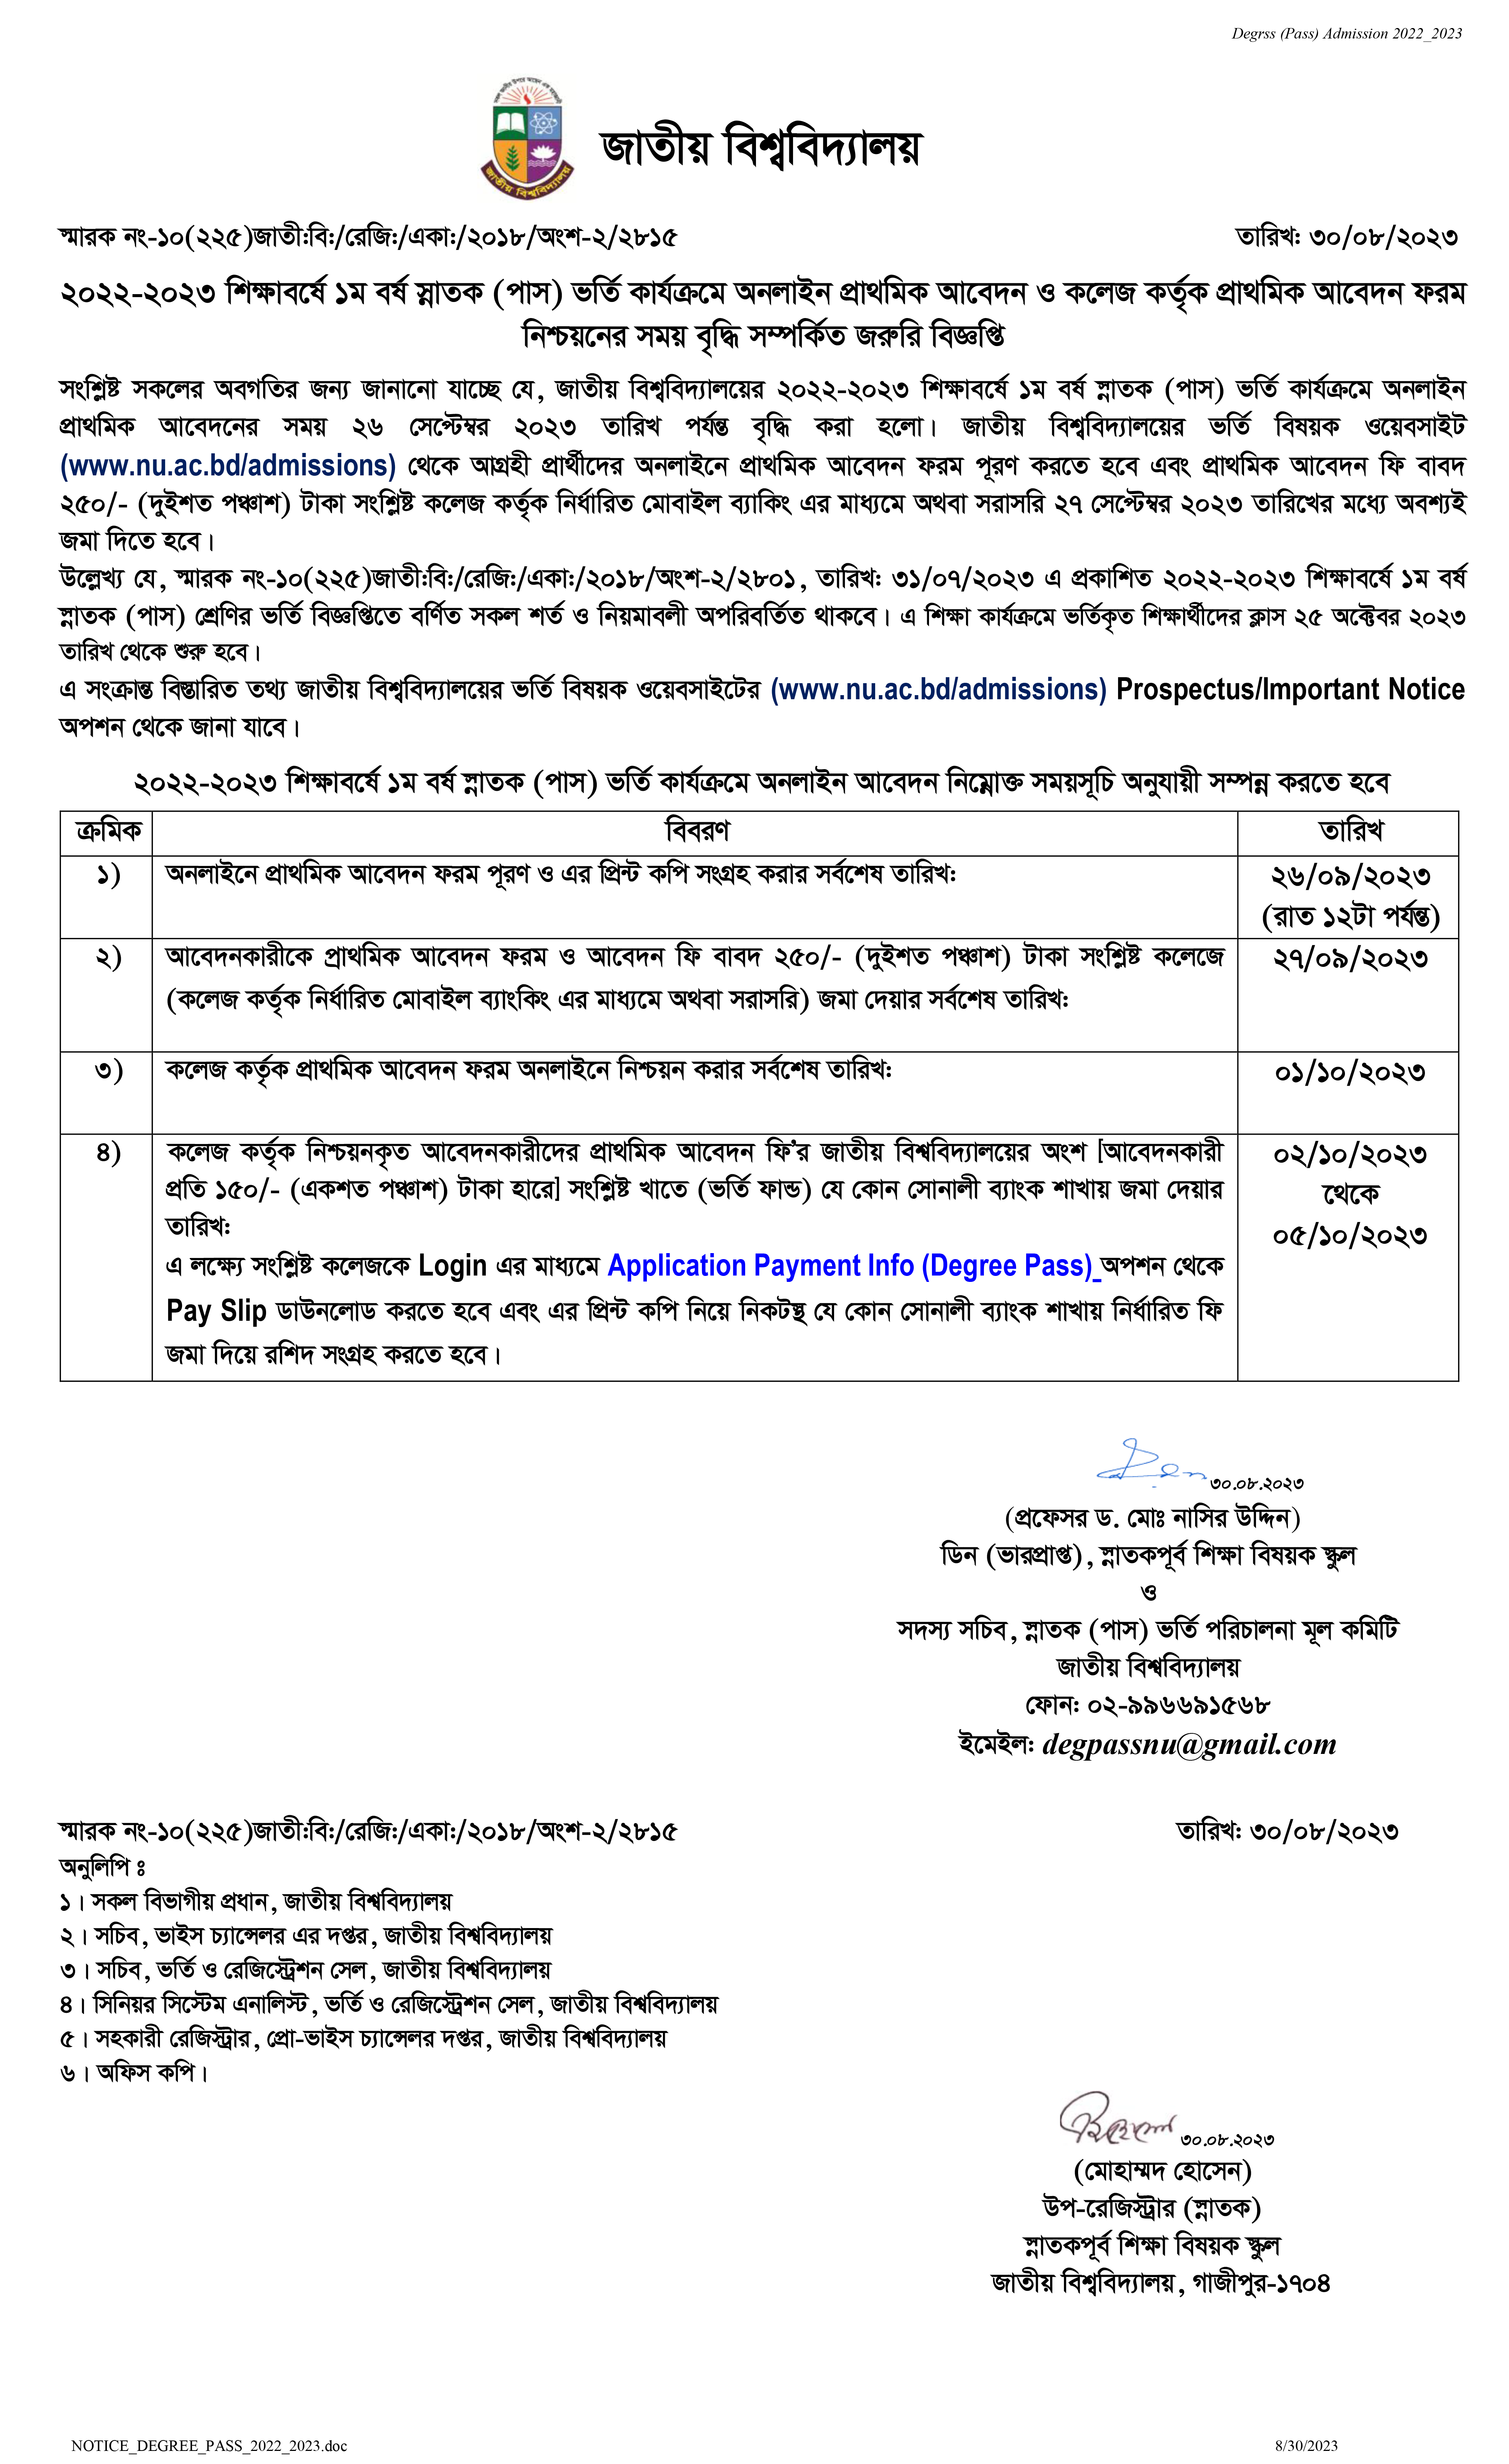 Degrss (Pass) Admission 2022_2023
জাতীয় বিশ্ববিদ্যালয়
জাতীয় বিশ্ববিদ্যালয়
স্মারক নং-১০(২২৫)জাতী:বি:/রেজি:/একা:/২০১৮/অংশ-২/২৮১৫ তারিখ: ৩০/০৮/২০২৩
২০২২-২০২৩ শিক্ষাবর্ষে ১ম বর্ষ স্নাতক (পাস) ভর্তি কার্যক্রমে অনলাইন প্রাথমিক আবেদন ও কলেজ কর্তৃক প্রাথমিক আবেদন ফরম
নিশ্চয়নের সময় বৃদ্ধি সম্পর্কিত জরুরি বিজ্ঞপ্তি
সংশ্লিষ্ট সকলের অবগতির জন্য জানানো যাচ্ছে যে, জাতীয় বিশ্ববিদ্যালয়ের ২০২২-২০২৩ শিক্ষাবর্ষে ১ম বর্ষ স্নাতক (পাস) ভর্তি কার্যক্রমে অনলাইন
প্রাথমিক আবেদনের সময় ২৬ সেপ্টেম্বর ২০২৩ তারিখ পর্যন্ত বৃদ্ধি করা হলো। জাতীয় বিশ্ববিদ্যালয়ের ভর্তি বিষয়ক ওয়েবসাইট
(www.nu.ac.bd/admissions) থেকে আগ্রহী প্রার্থীদের অনলাইনে প্রাথমিক আবেদন ফরম পূরণ করতে হবে এবং প্রাথমিক আবেদন ফি বাবদ
২৫০/- (দুইশত পঞ্চাশ) টাকা সংশ্লিষ্ট কলেজ কর্তৃক নির্ধারিত মোবাইল ব্যাকিং এর মাধ্যমে অথবা সরাসরি ২৭ সেপ্টেম্বর ২০২৩ তারিখের মধ্যে অবশ্যই
জমা দিতে হবে।
উল্লেখ্য যে, স্মারক নং-১০(২২৫)জাতী:বি:/রেজি:/একা:/২০১৮/অংশ-২/২৮০১, তারিখ: ৩১/০৭/২০২৩ এ প্রকাশিত ২০২২-২০২৩ শিক্ষাবর্ষে ১ম বর্ষ
স্নাতক (পাস) শ্রেণির ভর্তি বিজ্ঞপ্তিতে বর্ণিত সকল শর্ত ও নিয়মাবলী অপরিবর্তিত থাকবে। এ শিক্ষা কার্যক্রমে ভর্তিকৃত শিক্ষার্থীদের ক্লাস ২৫ অক্টোবর ২০২৩
তারিখ থেকে শুরু হবে।
এ সংক্রান্ত বিস্তারিত তথ্য জাতীয় বিশ্ববিদ্যালয়ের ভর্তি বিষয়ক ওয়েবসাইটের (www.nu.ac.bd/admissions) Prospectus/Important Notice
অপশন থেকে জানা যাবে।
২০২২-২০২৩ শিক্ষাবর্ষে ১ম বর্ষ স্নাতক (পাস) ভর্তি কার্যক্রমে অনলাইন আবেদন নিম্নোক্ত সময়সূচি অনুযায়ী সম্পন্ন করতে হবে
ক্রমিক বিবরণ তারিখ
১) অনলাইনে প্রাথমিক আবেদন ফরম পূরণ ও এর প্রিন্ট কপি সংগ্রহ করার সর্বশেষ তারিখ: ২৬/০৯/২০২৩
(রাত ১২টা পর্যন্ত)
২) আবেদনকারীকে প্রাথমিক আবেদন ফরম ও আবেদন ফি বাবদ ২৫০/- (দুইশত পঞ্চাশ) টাকা সংশ্লিষ্ট কলেজে ২৭/০৯/২০২৩
(কলেজ কর্তৃক নির্ধারিত মোবাইল ব্যাংকিং এর মাধ্যমে অথবা সরাসরি) জমা দেয়ার সর্বশেষ তারিখ:
৩) কলেজ কর্তৃক প্রাথমিক আবেদন ফরম অনলাইনে নিশ্চয়ন করার সর্বশেষ তারিখ: ০১/১০/২০২৩
৪) কলেজ কর্তৃক নিশ্চয়নকৃত আবেদনকারীদের প্রাথমিক আবেদন ফি'র জাতীয় বিশ্ববিদ্যালয়ের অংশ [আবেদনকারী ০২/১০/২০২৩
প্রতি ১৫০/- (একশত পঞ্চাশ) টাকা হারে] সংশ্লিষ্ট খাতে (ভর্তি ফান্ড) যে কোন সোনালী ব্যাংক শাখায় জমা দেয়ার থেকে
তারিখ: ০৫/১০/২০২৩
এ লক্ষ্যে সংশ্লিষ্ট কলেজকে Login এর মাধ্যমে Application Payment Info (Degree Pass) অপশন থেকে
Pay Slip ডাউনলোড করতে হবে এবং এর প্রিন্ট কপি নিয়ে নিকটস্থ যে কোন সোনালী ব্যাংক শাখায় নির্ধারিত ফি
জমা দিয়ে রশিদ সংগ্রহ করতে হবে।
৩০.০৮.২০২৩
(প্রফেসর ড. মোঃ নাসির উদ্দিন)
ডিন (ভারপ্রাপ্ত), স্নাতকপূর্ব শিক্ষা বিষয়ক স্কুল
ও
সদস্য সচিব, স্নাতক (পাস) ভর্তি পরিচালনা মূল কমিটি
জাতীয় বিশ্ববিদ্যালয়
ফোন: ০২-৯৯৬৬৯১৫৬৮
ইমেইল: degpassnu@gmail.com
স্মারক নং-১০(২২৫)জাতী:বি:/রেজি:/একা:/২০১৮/অংশ-২/২৮১৫ তারিখ: ৩০/০৮/২০২৩
অনুলিপি ঃ
১। সকল বিভাগীয় প্রধান, জাতীয় বিশ্ববিদ্যালয়
২। সচিব, ভাইস চ্যান্সেলর এর দপ্তর, জাতীয় বিশ্ববিদ্যালয়
৩। সচিব, ভর্তি ও রেজিস্ট্রেশন সেল, জাতীয় বিশ্ববিদ্যালয়
৪। সিনিয়র সিস্টেম এনালিস্ট, ভর্তি ও রেজিস্ট্রেশন সেল, জাতীয় বিশ্ববিদ্যালয়
৫। সহকারী রেজিস্ট্রার, প্রো-ভাইস চ্যান্সেলর দপ্তর, জাতীয় বিশ্ববিদ্যালয়
৬। অফিস কপি।
৩০.০৮.২০২৩
(মোহাম্মদ হোসেন)
উপ-রেজিস্ট্রার (স্নাতক)
স্নাতকপূর্ব শিক্ষা বিষয়ক স্কুল
জাতীয় বিশ্ববিদ্যালয়, গাজীপুর-১৭০৪
NOTICE_DEGREE_PASS_2022_2023.doc 8/30/2023